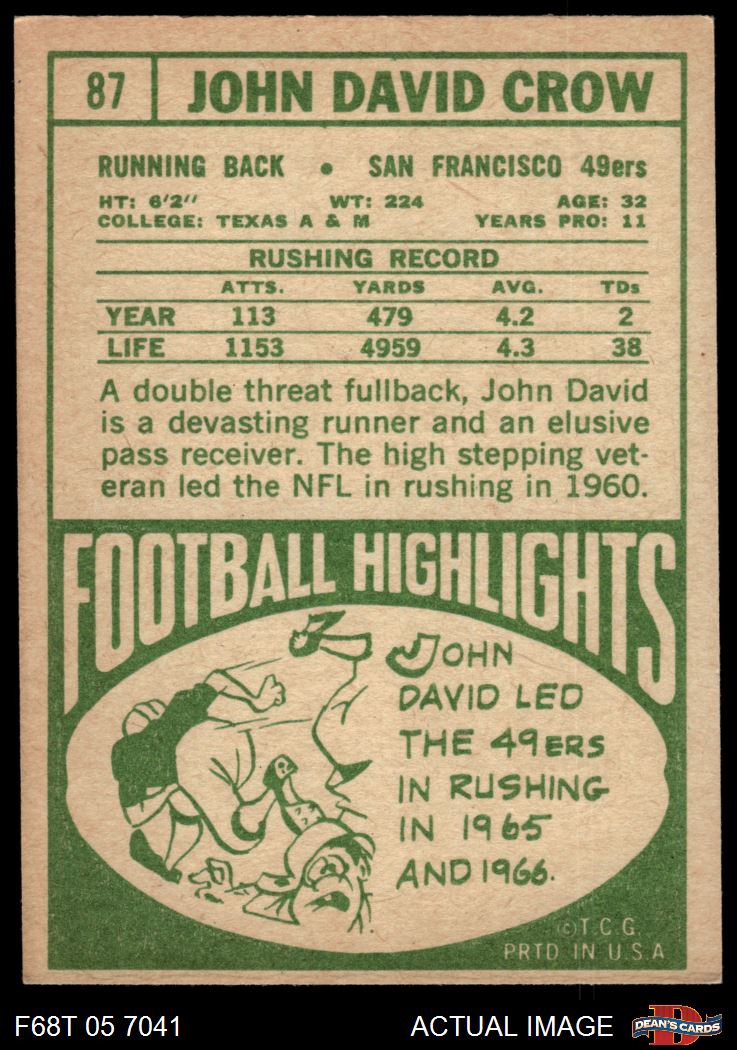 87 JOHN DAVID CROW
RUNNING BACK • SAN FRANCISCO 49ers
HT: 6'2" WT: 224 AGE: 32
COLLEGE: TEXAS A & M YEARS PRO: 11
RUSHING RECORD
ATTS. YARDS AVG. TDs
YEAR 113 479 4.2 2
LIFE 1153 4959 4.3 38
A double threat fullback, John David
is a devasting runner and an elusive
pass receiver. The high stepping vet-
eran led the NFL in rushing in 1960.
FOOTBALL HIGHLIGHTS
JOHN
DAVID LED
THE 49ERS
IN RUSHING
IN 1965
AND 1966.
©T.C.G.
PRTD IN U.S.A
F68T 05 7041 ACTUAL IMAGE D DEAN'S CARDS